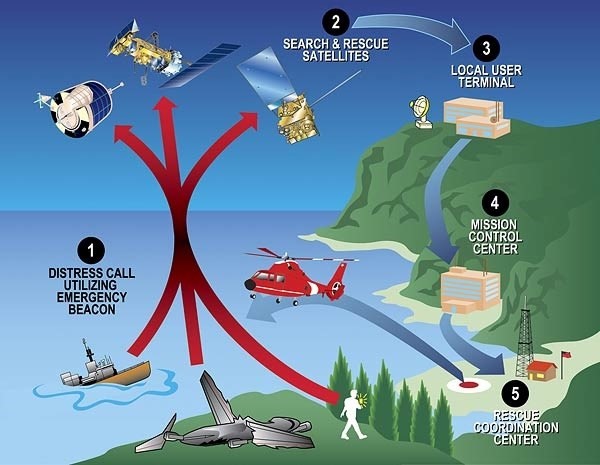 1
DISTRESS CALL
UTILIZING
EMERGENCY
BEACON
2
SEARCH & RESCUE
SATELLITES
3
LOCAL USER
TERMINAL
4
MISSION
CONTROL
CENTER
5
RESCUE
COORDINATION
CENTER